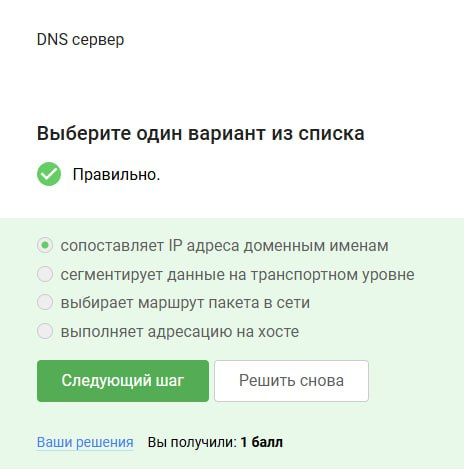 DNS сервер
Выберите один вариант из списка
Правильно.
сопоставляет IP адреса доменным именам
сегментирует данные на транспортном уровне
выбирает маршрут пакета в сети
выполняет адресацию на хосте
Следующий шаг Решить снова
Ваши решения Вы получили: 1 балл